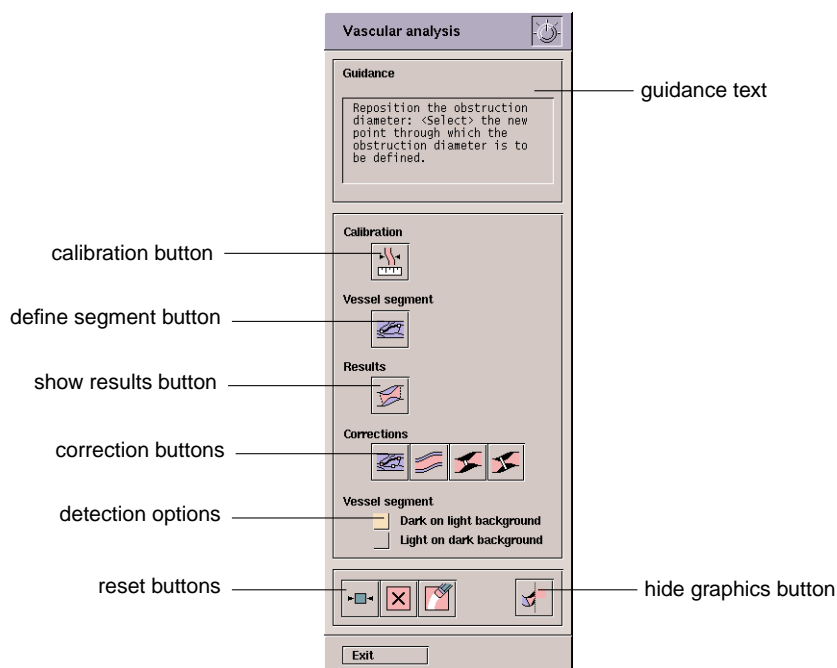 Vascular analysis
Guidance
guidance text
Reposition the obstruction
diameter: <Select> the new
point through which the
obstruction diameter is to
be defined.
Calibration
calibration button
Vessel segment
define segment button
Results
show results button
Corrections
correction buttons
Vessel segment
detection options
Dark on light background
Light on dark background
reset buttons
hide graphics button
Exit